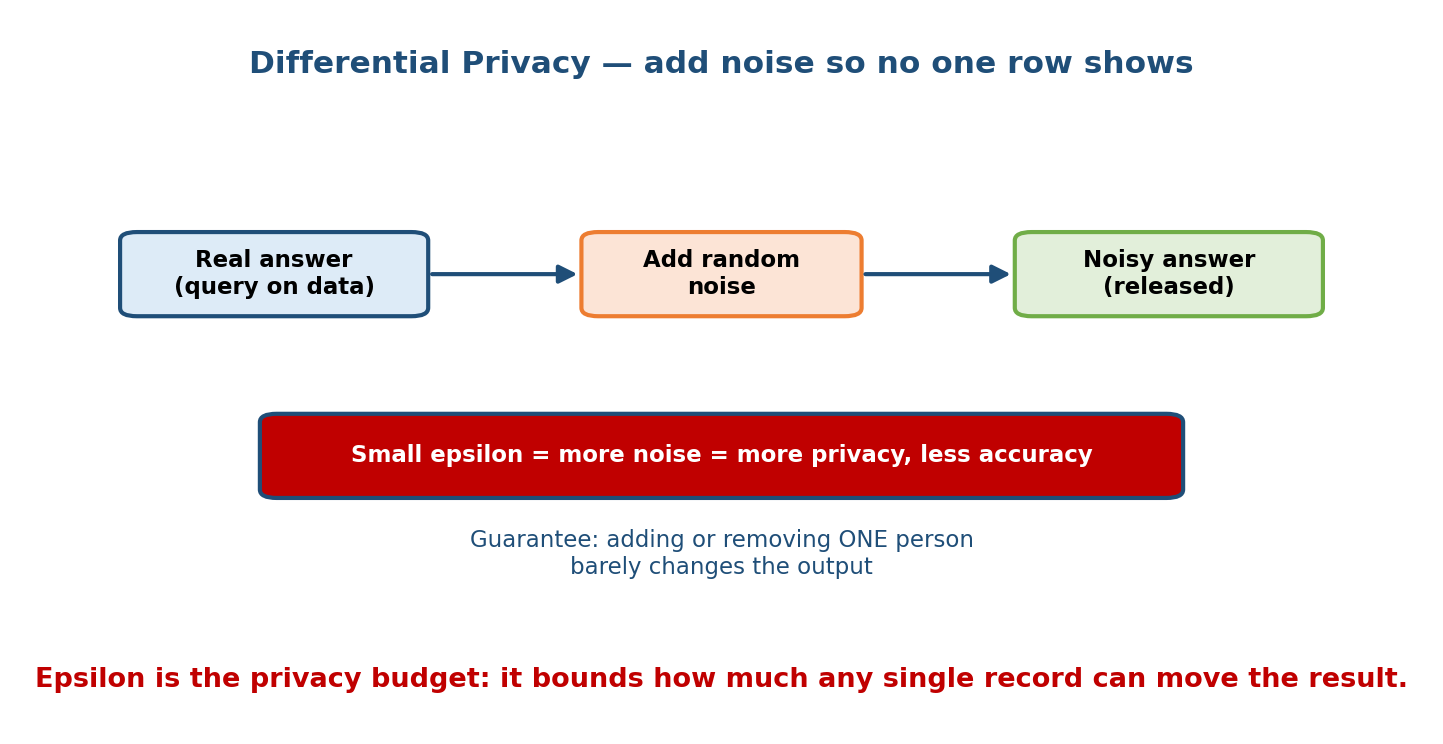 Differential Privacy — add noise so no one row shows
Real answer
(query on data)
Add random
noise
Noisy answer
(released)
Small epsilon = more noise = more privacy, less accuracy
Guarantee: adding or removing ONE person
barely changes the output
Epsilon is the privacy budget: it bounds how much any single record can move the result.